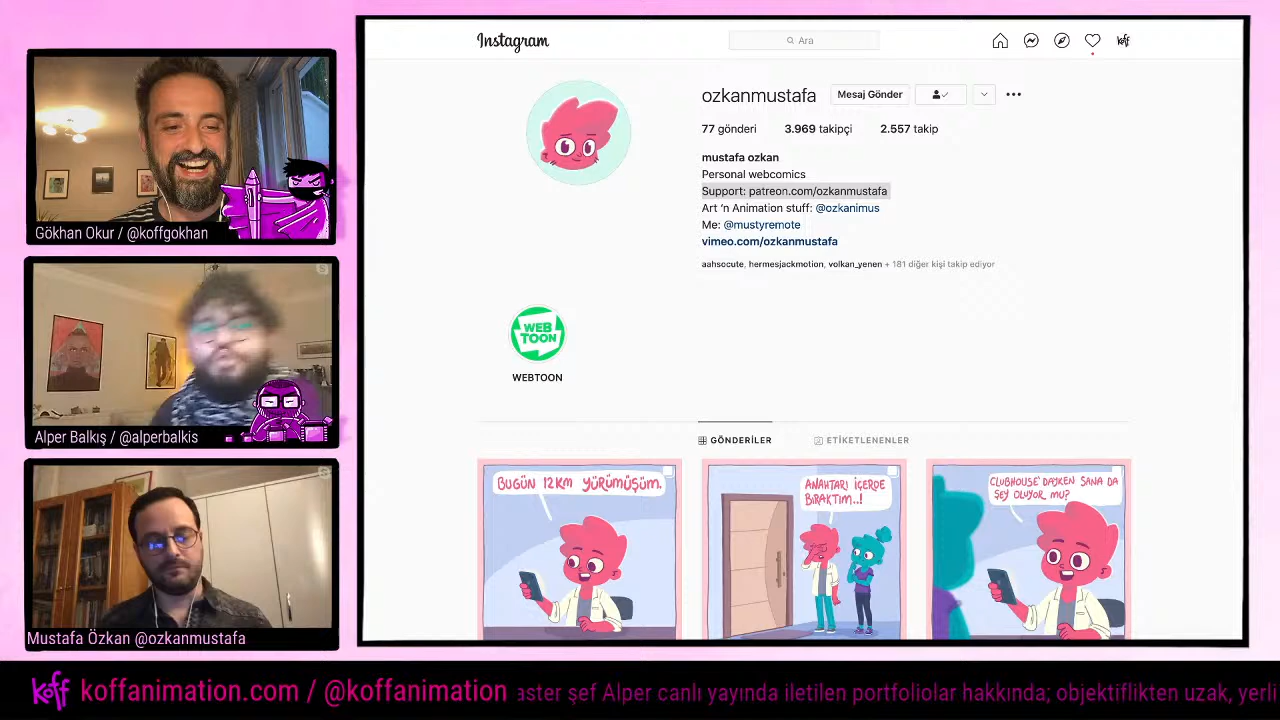 Gökhan Okur / @koffgokhan
Alper Balkış / @alperbalkis
Mustafa Özkan @ozkanmustafa
Instagram
Ara
koff
ozkanmustafa
Mesaj Gönder
77 gönderi 3.969 takipçi 2.557 takip
mustafa ozkan
Personal webcomics
Support: patreon.com/ozkanmustafa
Art 'n Animation stuff: @ozkanimus
Me: @mustyremote
vimeo.com/ozkanmustafa
aahsocute, hermesjackmotion, volkan_yenen + 181 diğer kişi takip ediyor
WEB
TOON
WEBTOON
GÖNDERİLER
ETİKETLENENLER
BUGÜN 12KM YÜRÜMÜŞÜM.
ANAHTARI İÇERDE
BIRAKTIM..!
CLUBHOUSE'DAYKEN SANA DA
ŞEY OLUYOR MU?
koff koffanimation.com / @koffanimation aster şef Alper canlı yayında iletilen portfoliolar hakkında; objektiflikten uzak, yerli